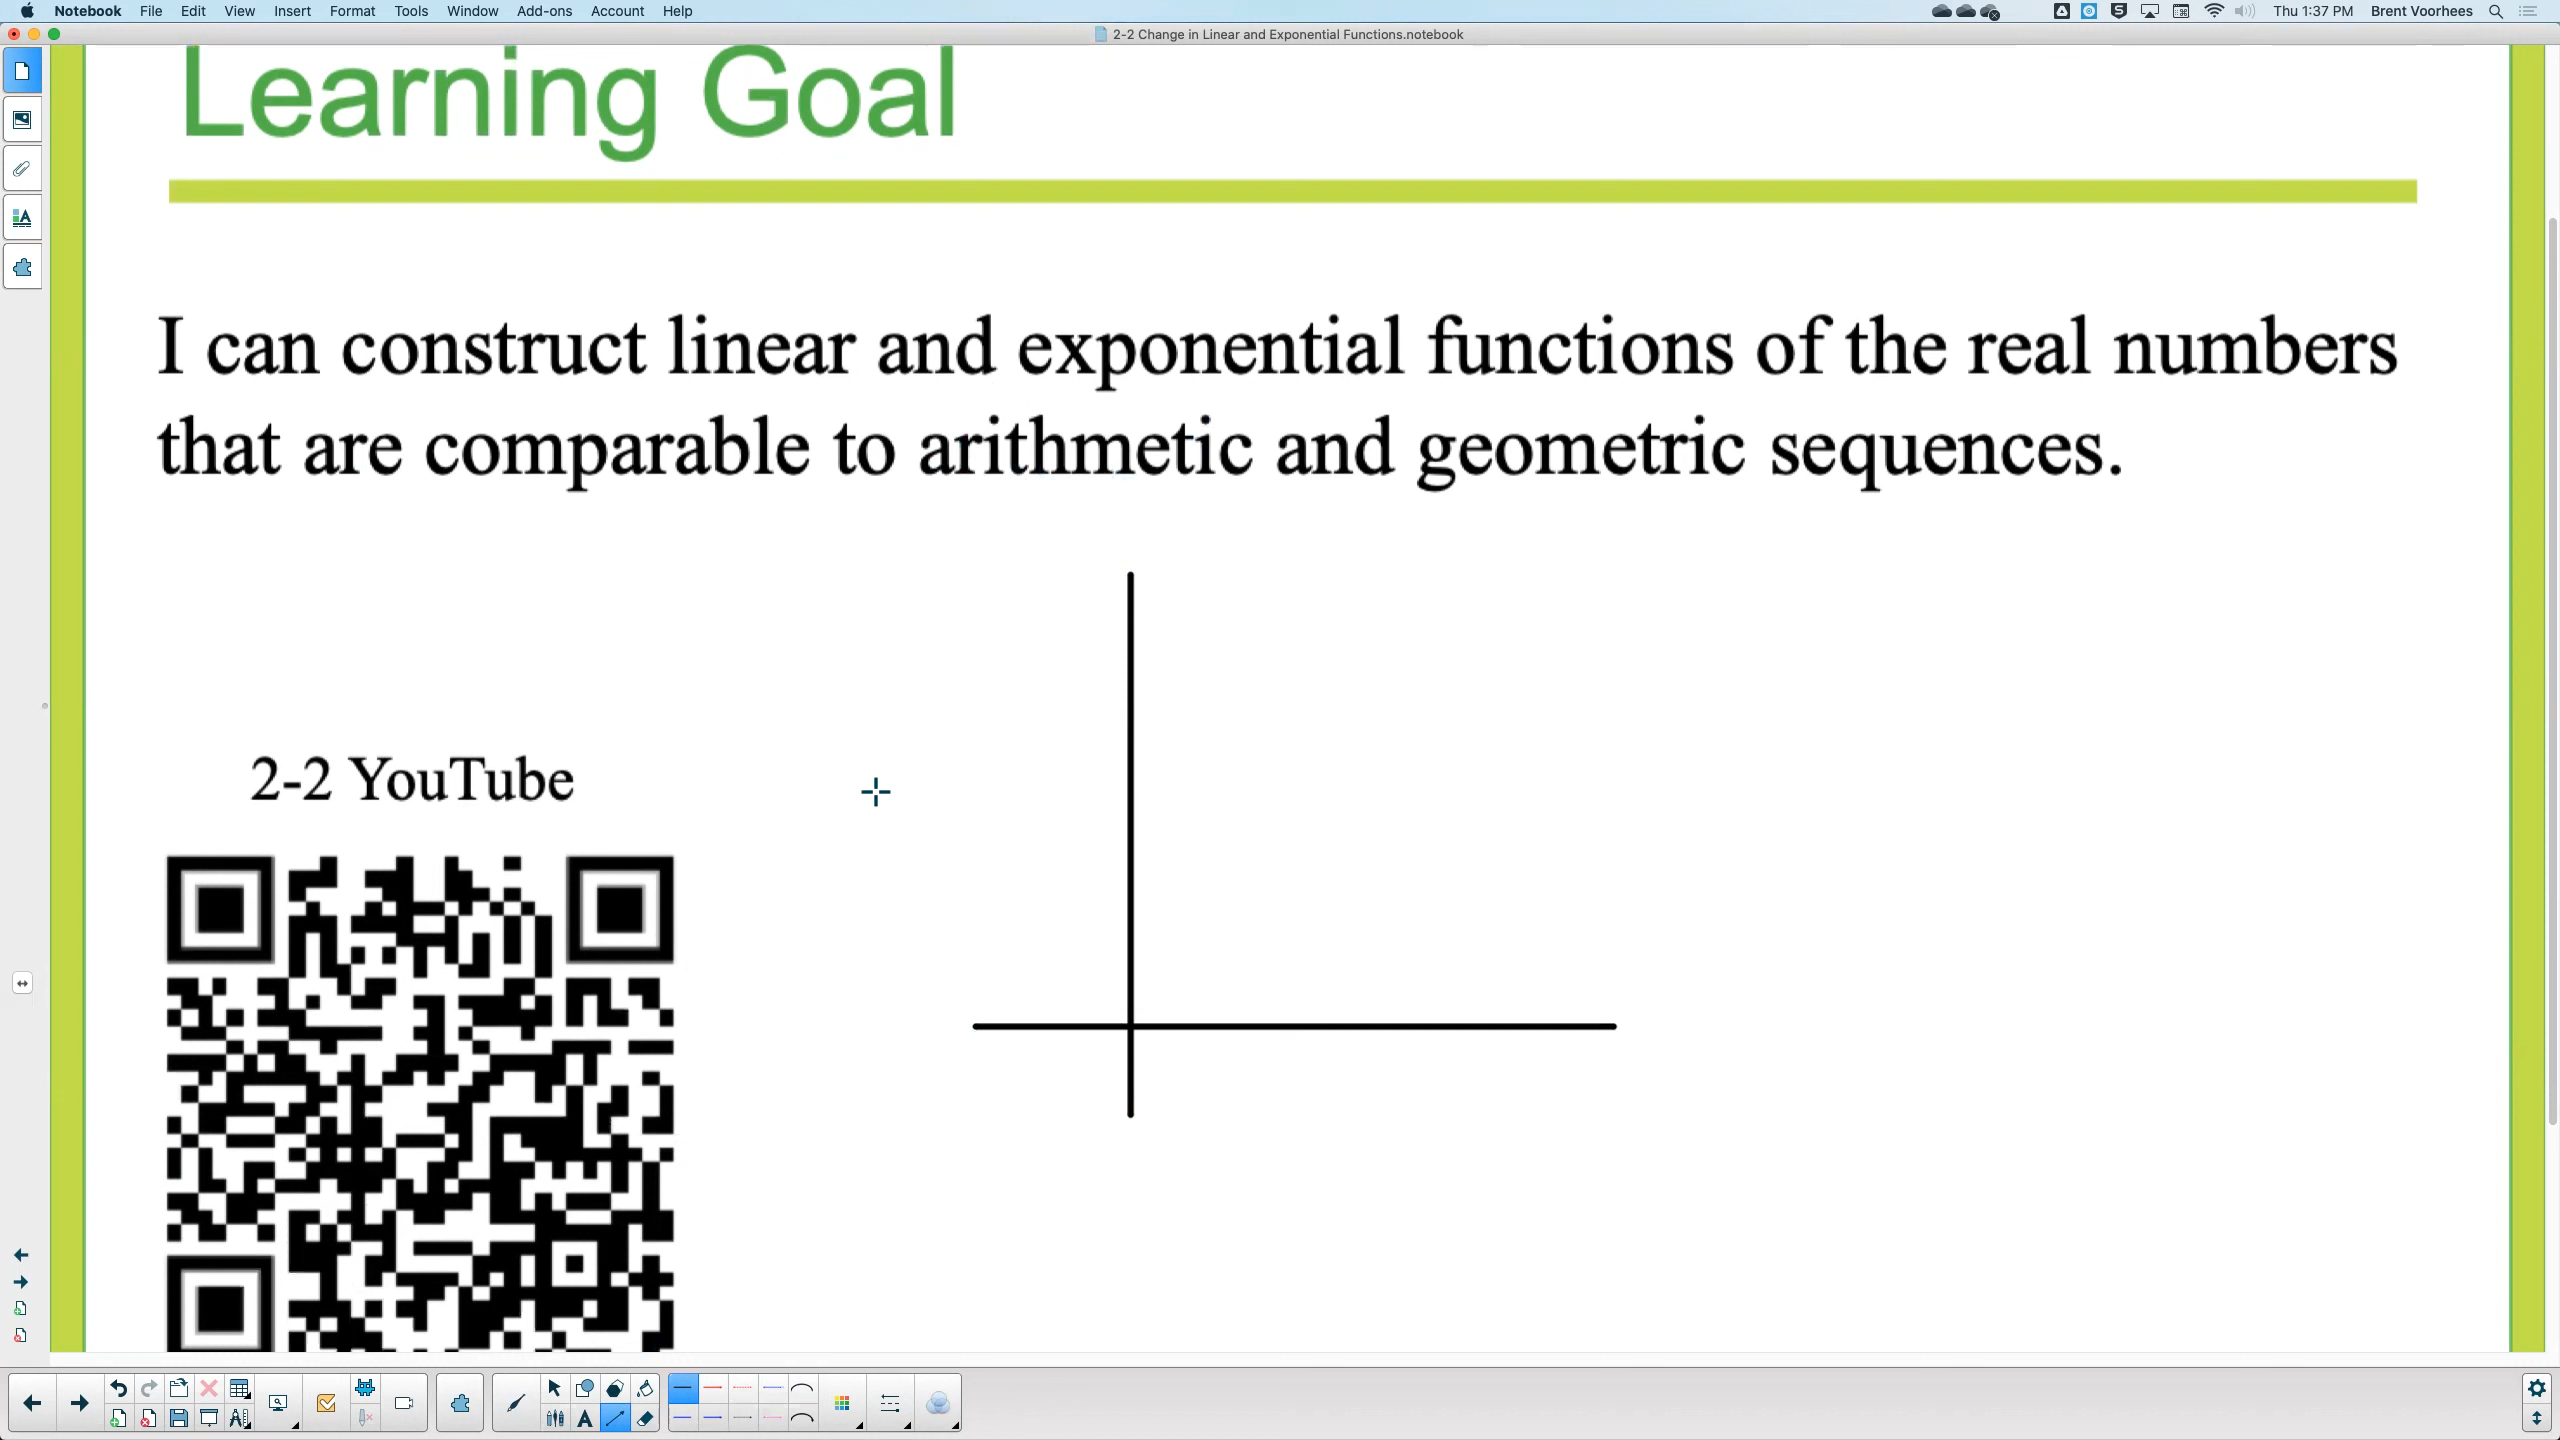 Notebook File Edit View Insert Format Tools Window Add-ons Account Help Thu 1:37 PM Brent Voorhees
2-2 Change in Linear and Exponential Functions.notebook
Learning Goal
I can construct linear and exponential functions of the real numbers
that are comparable to arithmetic and geometric sequences.
2-2 YouTube